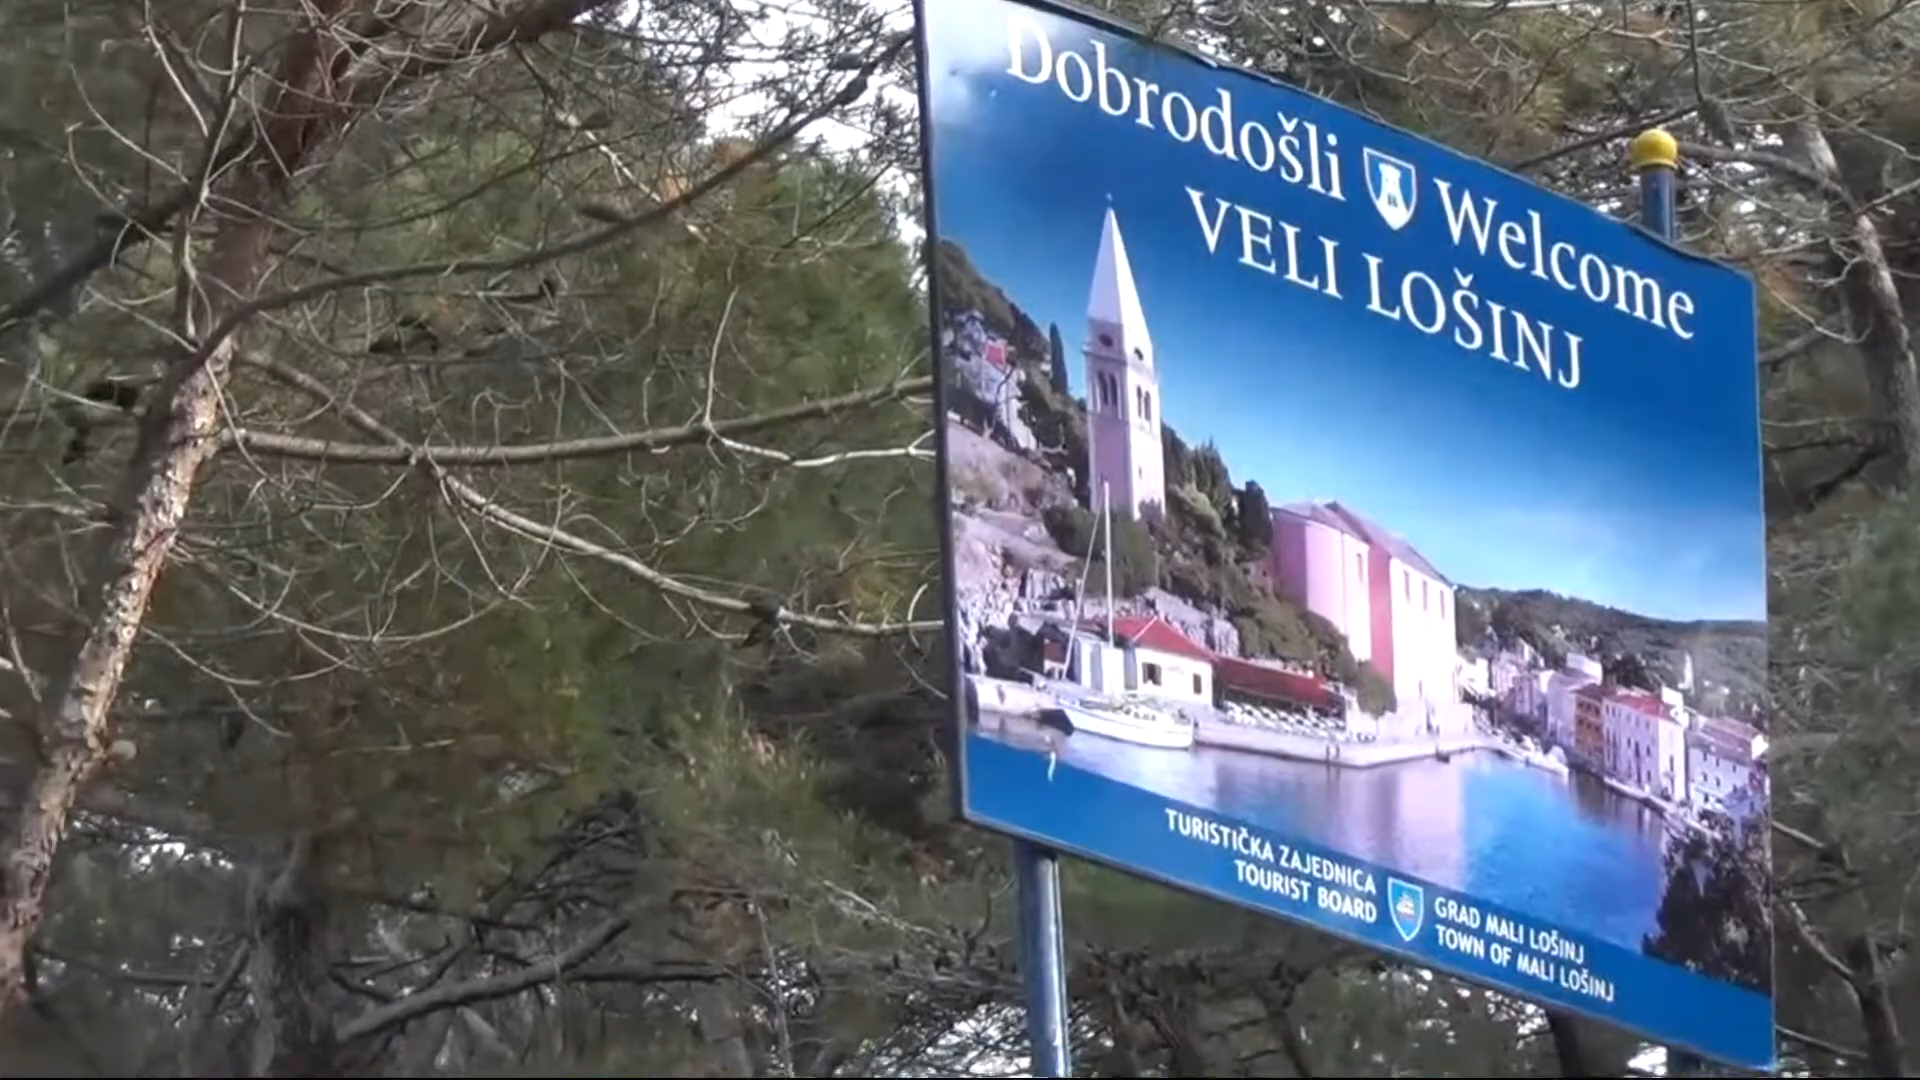 Dobrodošli Welcome
VELI LOŠINJ
TURISTIČKA ZAJEDNICA
TOURIST BOARD
GRAD MALI LOŠINJ
TOWN OF MALI LOŠINJ